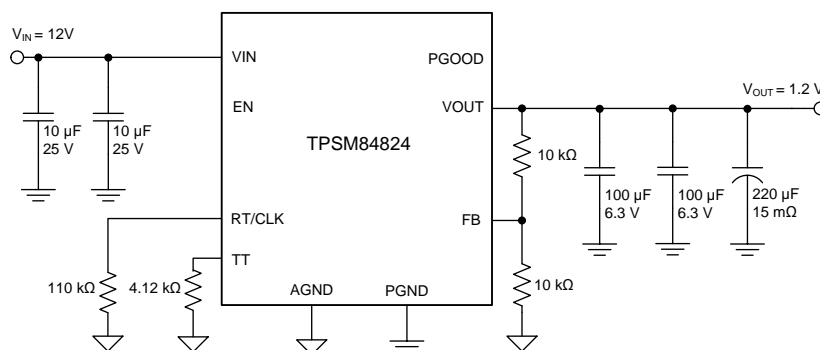 V_IN = 12V
VIN
PGOOD
EN
VOUT
V_OUT = 1.2 V
10 µF
25 V
10 µF
25 V
TPSM84824
10 kΩ
100 µF
6.3 V
100 µF
6.3 V
220 µF
15 mΩ
RT/CLK
FB
TT
110 kΩ
4.12 kΩ
AGND
PGND
10 kΩ